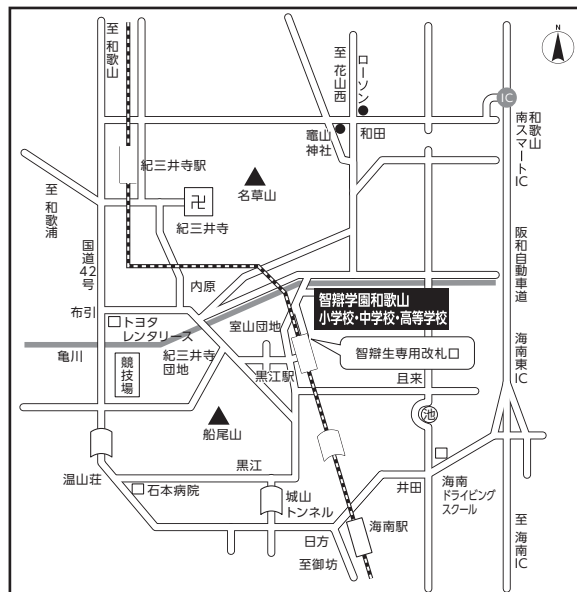 至 和歌山
至 花山西
ローソン
N
IC
和歌山
南スマートIC
竈山
神社
和田
紀三井寺駅
名草山
卍
紀三井寺
至 和歌浦
国道42号
阪和自動車道
内原
布引
智辯学園和歌山
小学校・中学校・高等学校
トヨタ
レンタリース
室山団地
亀川
競技場
紀三井寺
団地
智辯生専用改札口
黒江駅
且来
海南東IC
池
船尾山
黒江
温山荘
石本病院
城山
トンネル
井田
海南
ドライビング
スクール
海南駅
日方
至御坊
至 海南IC